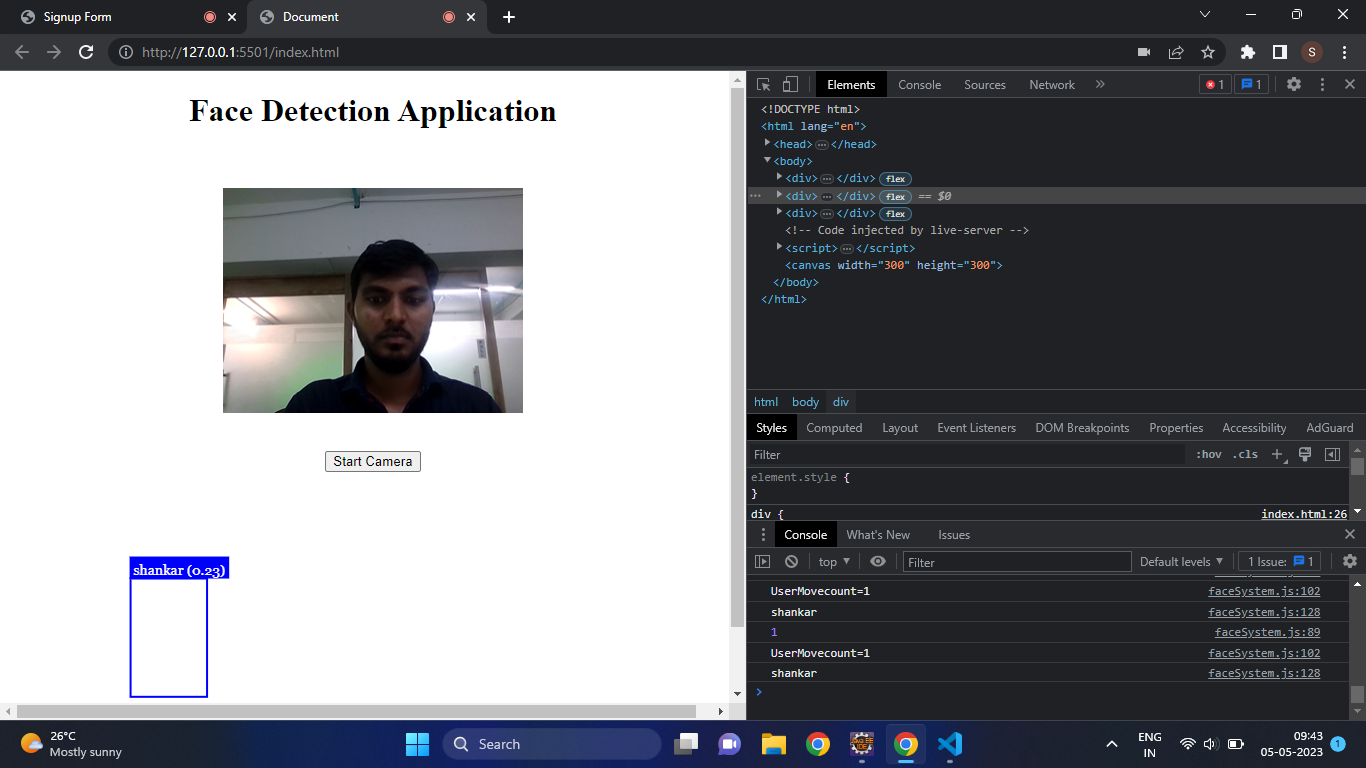 Signup Form
Document
http://127.0.0.1:5501/index.html
S
Face Detection Application
Start Camera
shankar (0.23)
Elements
Console
Sources
Network
1
1
<!DOCTYPE html>
<html lang="en">
<head> </head>
<body>
<div> </div> flex
<div> </div> flex == $0
<div> </div> flex
<!-- Code injected by live-server -->
<script> </script>
<canvas width="300" height="300">
</body>
</html>
html body div
Styles Computed Layout Event Listeners DOM Breakpoints Properties Accessibility AdGuard
Filter
:hov .cls
element.style {
}
div {
index.html:26
Console What's New Issues
top
Filter
Default levels
1 Issue: 1
UserMovecount=1 faceSystem.js:102
shankar faceSystem.js:128
1 faceSystem.js:89
UserMovecount=1 faceSystem.js:102
shankar faceSystem.js:128
26°C
Mostly sunny
Search
Java EE
IDE
ENG
IN
09:43
05-05-2023
1